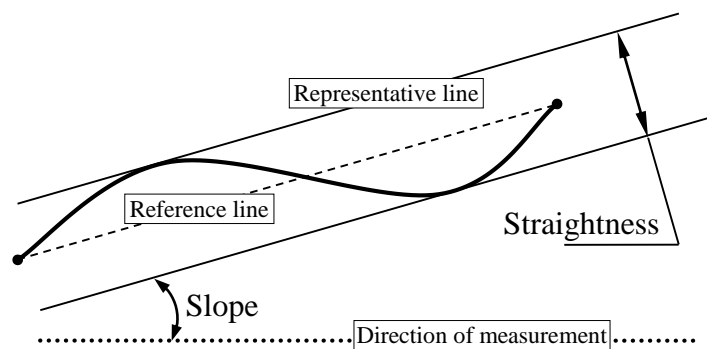 Representative line
Reference line
Straightness
Slope
Direction of measurement